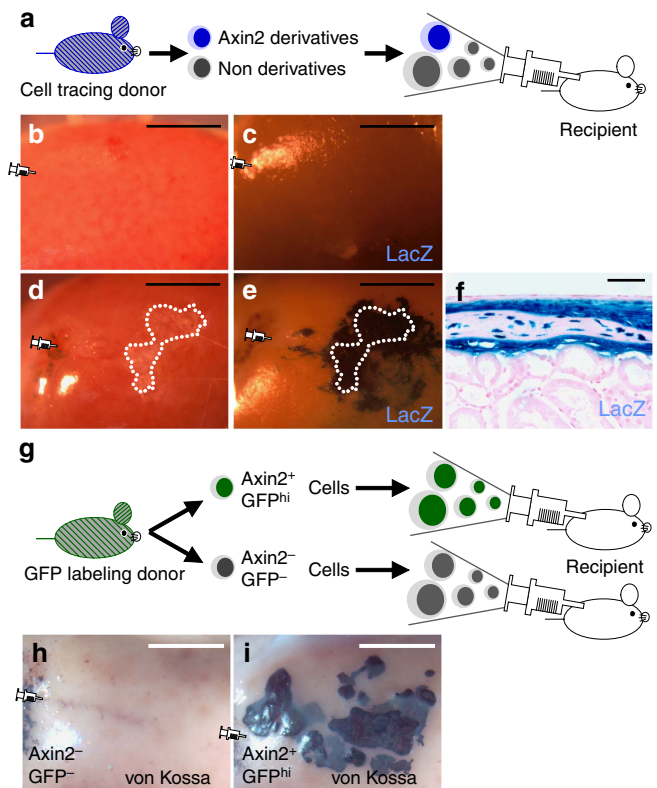 a
Axin2 derivatives
Non derivatives
Cell tracing donor
Recipient
b
c
LacZ
d
e
LacZ
f
LacZ
g
Axin2⁺
GFPʰⁱ
Cells
Axin2⁻
GFP⁻
Cells
GFP labeling donor
Recipient
h
Axin2⁻
GFP⁻
von Kossa
i
Axin2⁺
GFPʰⁱ
von Kossa